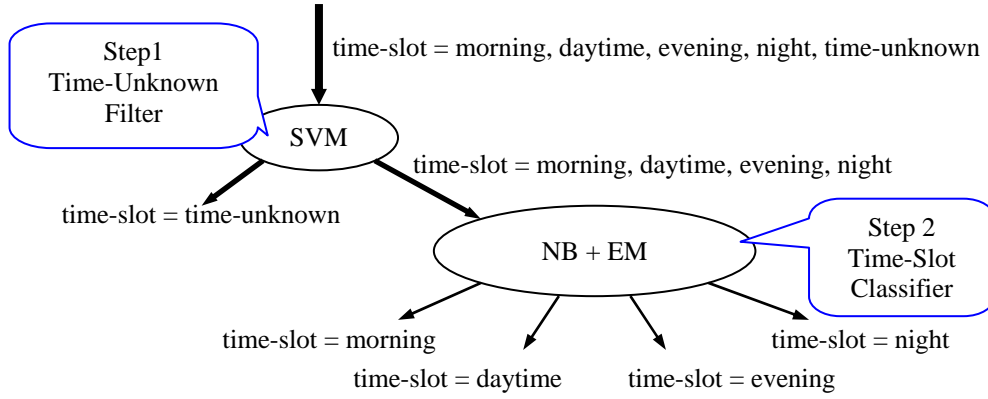 Step1
Time-Unknown
Filter
time-slot = morning, daytime, evening, night, time-unknown
SVM
time-slot = morning, daytime, evening, night
time-slot = time-unknown
NB + EM
Step 2
Time-Slot
Classifier
time-slot = morning
time-slot = night
time-slot = daytime
time-slot = evening